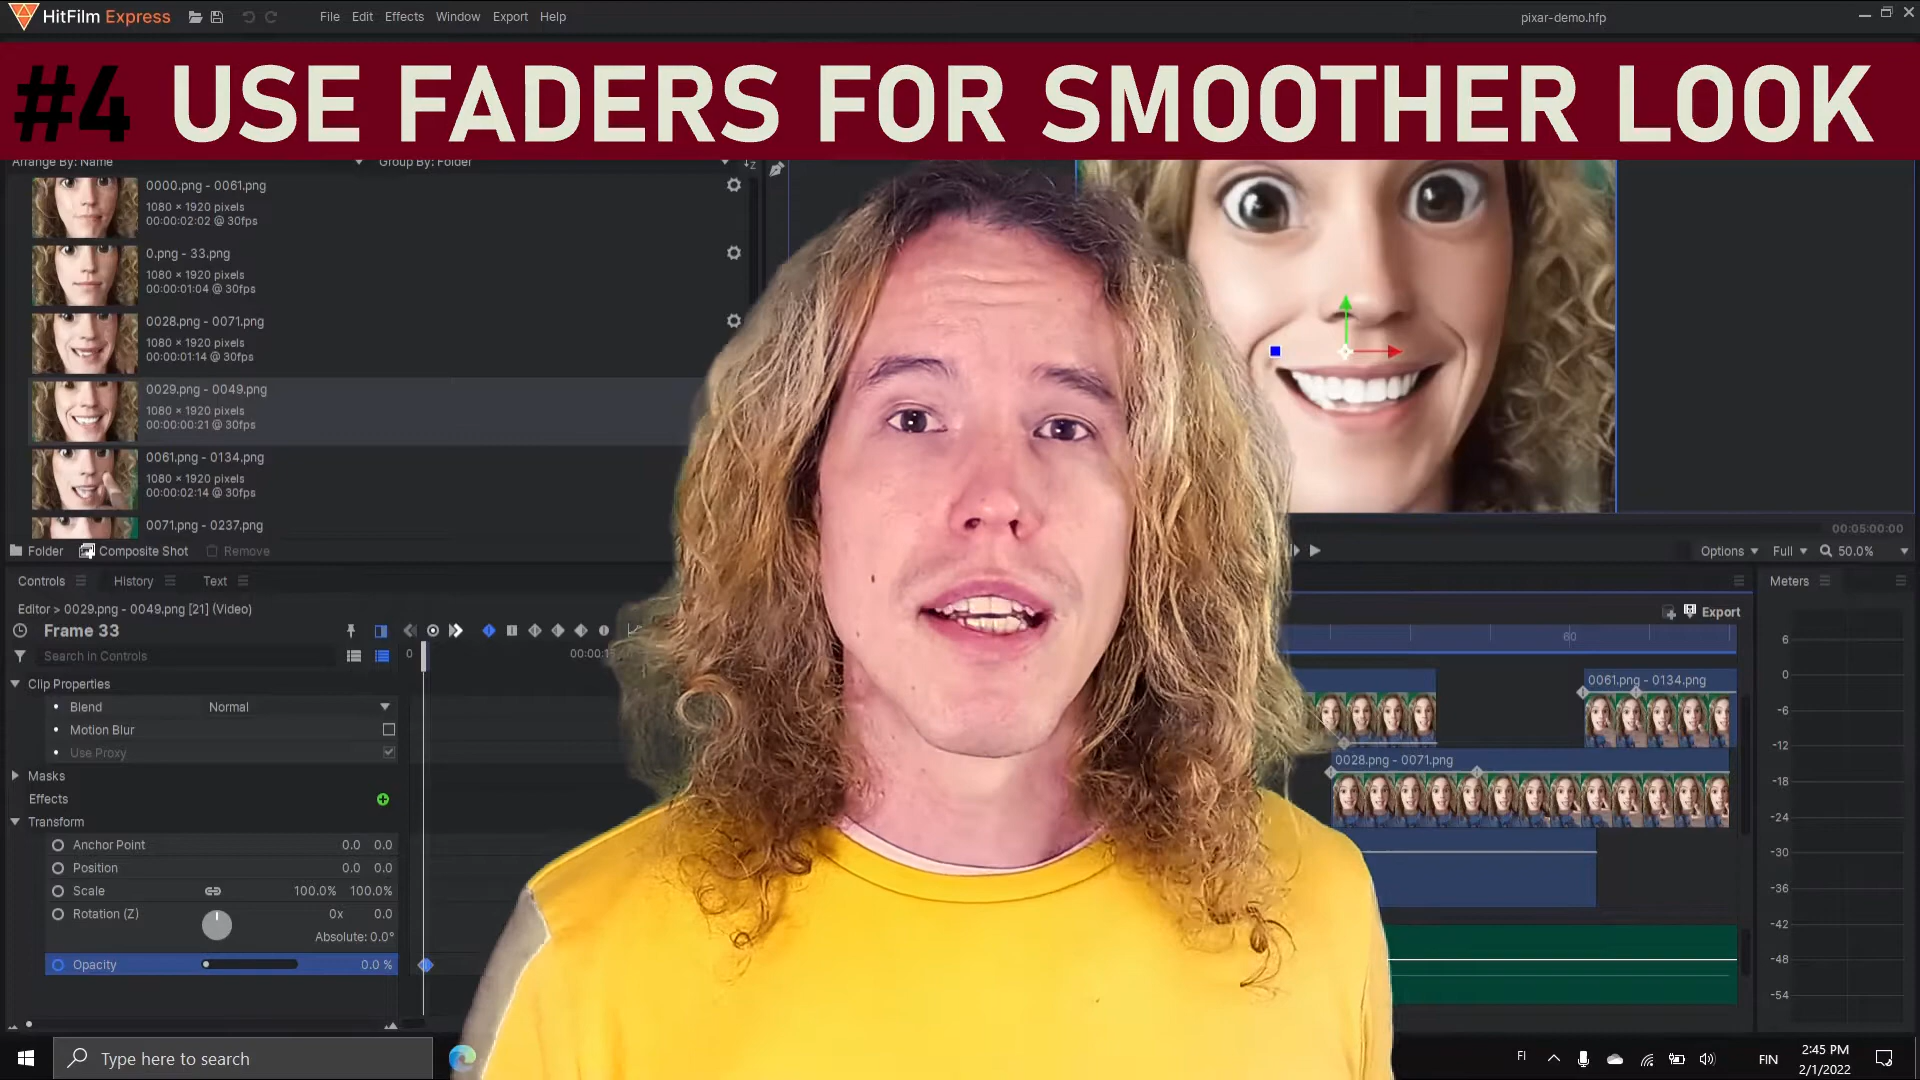 HitFilm Express
File Edit Effects Window Export Help
pixar-demo.hfp
#4 USE FADERS FOR SMOOTHER LOOK
Arrange By: Name
Group By: Folder
0000.png - 0061.png
1080 × 1920 pixels
00:00:02:02 @ 30fps
0.png - 33.png
1080 × 1920 pixels
00:00:01:04 @ 30fps
0028.png - 0071.png
1080 × 1920 pixels
00:00:01:14 @ 30fps
0029.png - 0049.png
1080 × 1920 pixels
00:00:00:21 @ 30fps
0061.png - 0134.png
1080 × 1920 pixels
00:00:02:14 @ 30fps
0071.png - 0237.png
Folder Composite Shot Remove
00:05:00:00
Options Full 50.0%
Controls History Text
Editor > 0029.png - 0049.png [21] (Video)
Frame 33
Search in Controls
0
Clip Properties
Blend Normal
Motion Blur
Use Proxy
Masks
Effects
Transform
Anchor Point 0.0 0.0
Position 0.0 0.0
Scale 100.0% 100.0%
Rotation (Z) 0x 0.0
Absolute: 0.0°
Opacity 0.0 %
Export
60
0061.png - 0134.png
0028.png - 0071.png
Meters
6
0
-6
-12
-18
-24
-30
-36
-42
-48
-54
Type here to search
FI
FIN
2:45 PM
2/1/2022